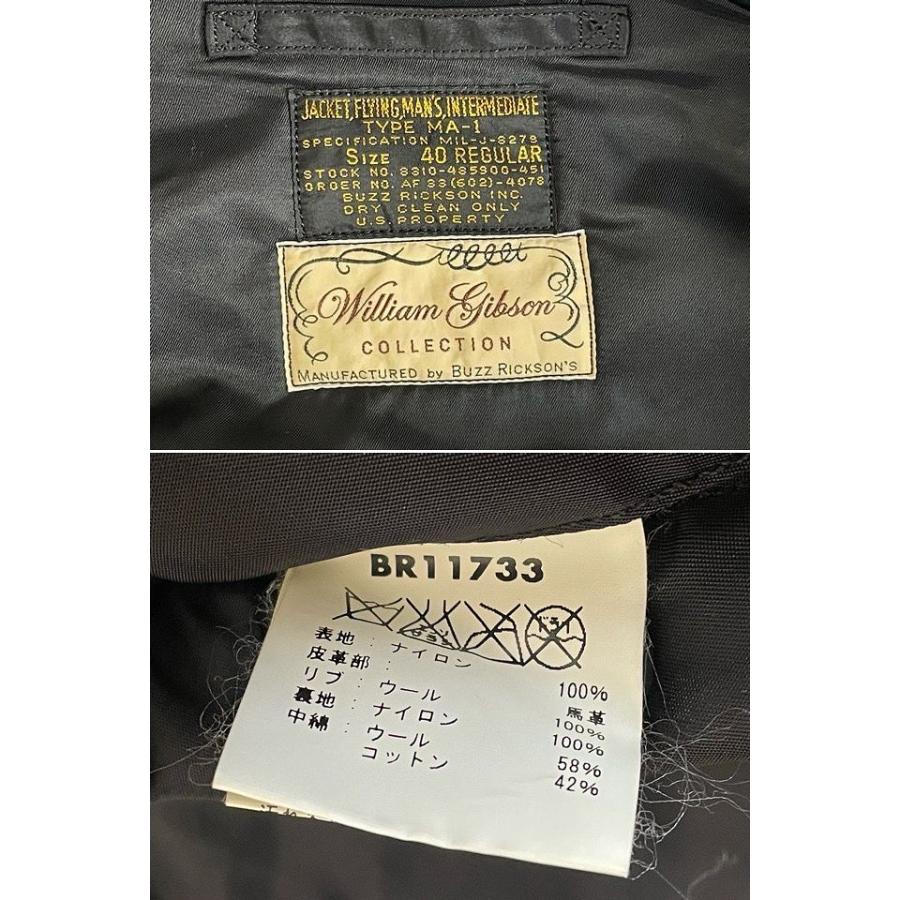 JACKET, FLYING, MAN'S, INTERMEDIATE
TYPE MA-1
SPECIFICATION MIL-J-8279
SIZE 40 REGULAR
STOCK NO. 8310-485900-451
ORDER NO. AF 33(602)-4078
BUZZ RICKSON INC.
DRY CLEAN ONLY
U.S. PROPERTY
William Gibson
COLLECTION
MANUFACTURED by BUZZ RICKSON'S
BR11733
表地：ナイロン 100%
皮革部： 馬革
リブ：ウール 100%
裏地：ナイロン 100%
中綿：ウール 58%
コットン 42%